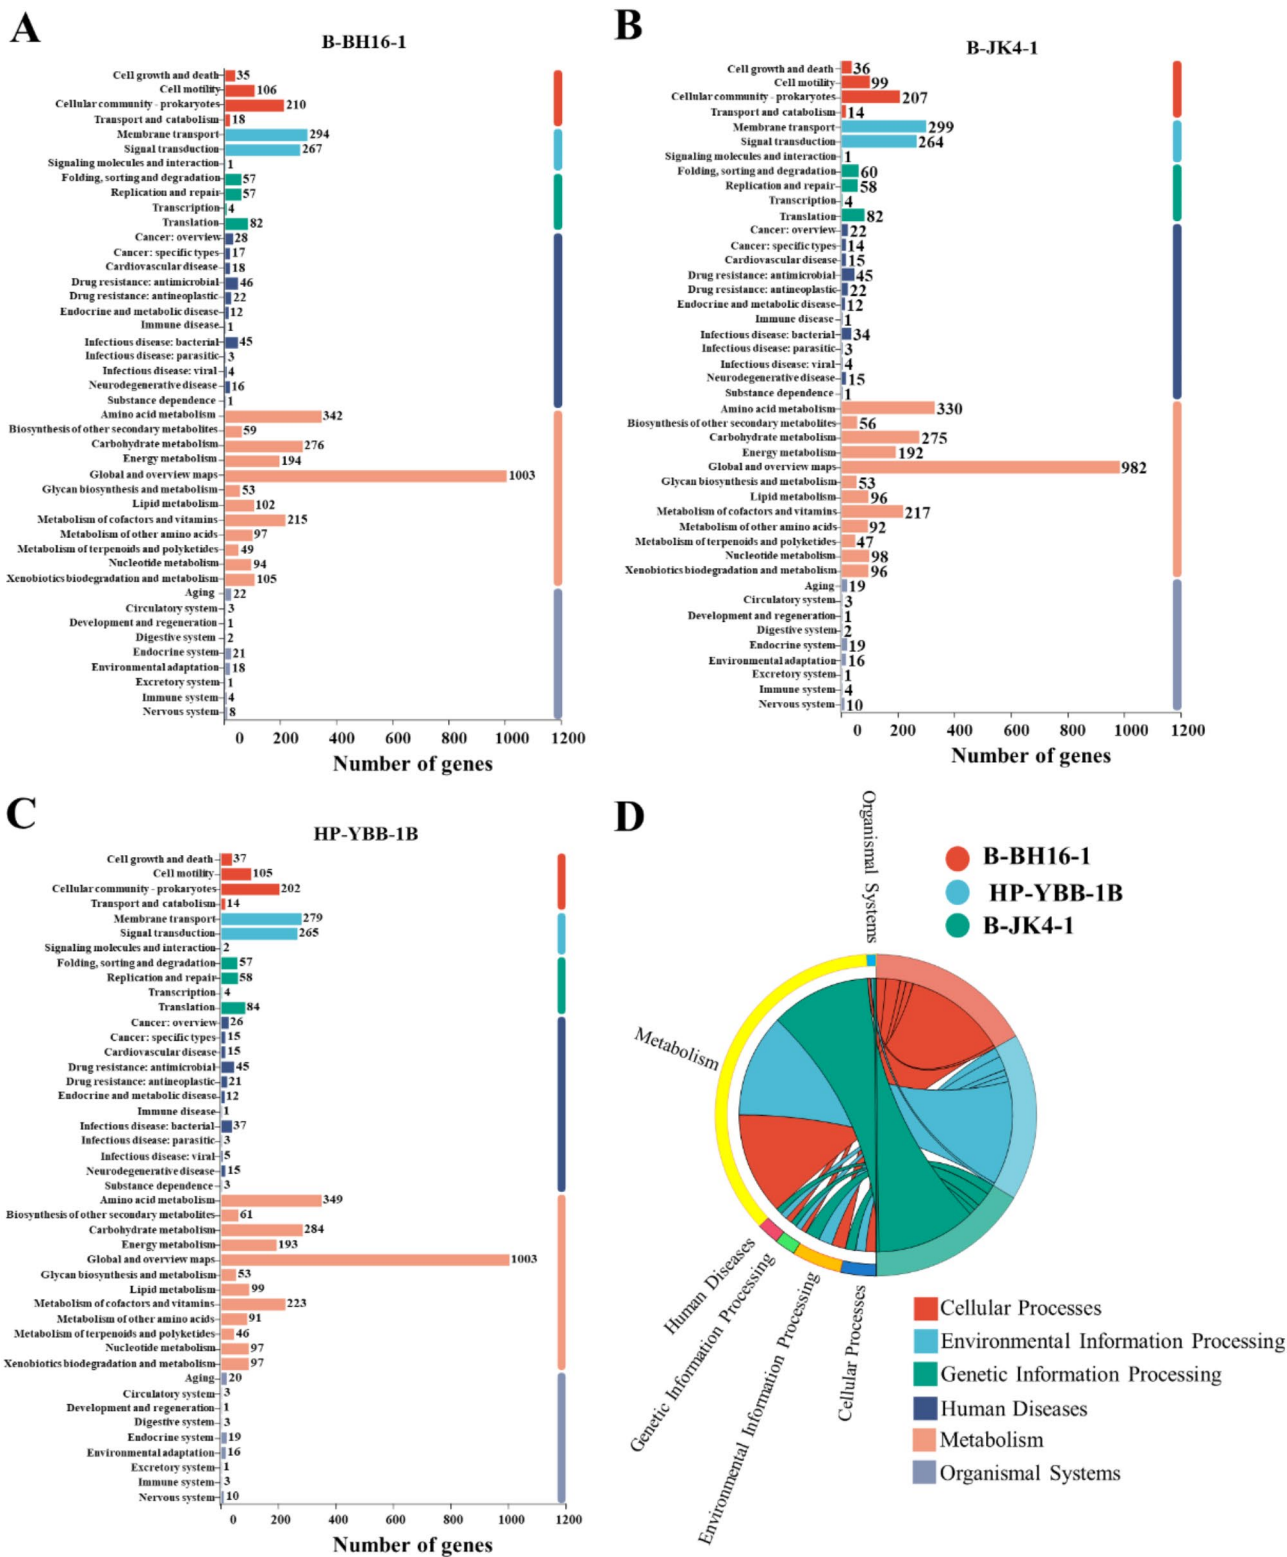 A
B-BH16-1
Cell growth and death 35
Cell motility 106
Cellular community - prokaryotes 210
Transport and catabolism 18
Membrane transport 294
Signal transduction 267
Signaling molecules and interaction 1
Folding, sorting and degradation 57
Replication and repair 57
Transcription 4
Translation 82
Cancer: overview 28
Cancer: specific types 17
Cardiovascular disease 18
Drug resistance: antimicrobial 46
Drug resistance: antineoplastic 22
Endocrine and metabolic disease 12
Immune disease 1
Infectious disease: bacterial 45
Infectious disease: parasitic 3
Infectious disease: viral 4
Neurodegenerative disease 16
Substance dependence 1
Amino acid metabolism 342
Biosynthesis of other secondary metabolites 59
Carbohydrate metabolism 276
Energy metabolism 194
Global and overview maps 1003
Glycan biosynthesis and metabolism 53
Lipid metabolism 102
Metabolism of cofactors and vitamins 215
Metabolism of other amino acids 97
Metabolism of terpenoids and polyketides 49
Nucleotide metabolism 94
Xenobiotics biodegradation and metabolism 105
Aging 22
Circulatory system 3
Development and regeneration 1
Digestive system 2
Endocrine system 21
Environmental adaptation 18
Excretory system 1
Immune system 4
Nervous system 8
0 200 400 600 800 1000 1200
Number of genes
B
B-JK4-1
Cell growth and death 36
Cell motility 99
Cellular community - prokaryotes 207
Transport and catabolism 14
Membrane transport 299
Signal transduction 264
Signaling molecules and interaction 1
Folding, sorting and degradation 60
Replication and repair 58
Transcription 4
Translation 82
Cancer: overview 22
Cancer: specific types 14
Cardiovascular disease 15
Drug resistance: antimicrobial 45
Drug resistance: antineoplastic 22
Endocrine and metabolic disease 12
Immune disease 1
Infectious disease: bacterial 34
Infectious disease: parasitic 3
Infectious disease: viral 4
Neurodegenerative disease 15
Substance dependence 1
Amino acid metabolism 330
Biosynthesis of other secondary metabolites 56
Carbohydrate metabolism 275
Energy metabolism 192
Global and overview maps 982
Glycan biosynthesis and metabolism 53
Lipid metabolism 96
Metabolism of cofactors and vitamins 217
Metabolism of other amino acids 92
Metabolism of terpenoids and polyketides 47
Nucleotide metabolism 98
Xenobiotics biodegradation and metabolism 96
Aging 19
Circulatory system 3
Development and regeneration 1
Digestive system 2
Endocrine system 19
Environmental adaptation 16
Excretory system 1
Immune system 4
Nervous system 10
0 200 400 600 800 1000 1200
Number of genes
C
HP-YBB-1B
Cell growth and death 37
Cell motility 105
Cellular community - prokaryotes 202
Transport and catabolism 14
Membrane transport 279
Signal transduction 265
Signaling molecules and interaction 2
Folding, sorting and degradation 57
Replication and repair 58
Transcription 4
Translation 84
Cancer: overview 26
Cancer: specific types 15
Cardiovascular disease 15
Drug resistance: antimicrobial 45
Drug resistance: antineoplastic 21
Endocrine and metabolic disease 12
Immune disease 1
Infectious disease: bacterial 37
Infectious disease: parasitic 3
Infectious disease: viral 5
Neurodegenerative disease 15
Substance dependence 3
Amino acid metabolism 349
Biosynthesis of other secondary metabolites 61
Carbohydrate metabolism 284
Energy metabolism 193
Global and overview maps 1003
Glycan biosynthesis and metabolism 53
Lipid metabolism 99
Metabolism of cofactors and vitamins 223
Metabolism of other amino acids 91
Metabolism of terpenoids and polyketides 46
Nucleotide metabolism 97
Xenobiotics biodegradation and metabolism 97
Aging 20
Circulatory system 3
Development and regeneration 1
Digestive system 3
Endocrine system 19
Environmental adaptation 16
Excretory system 1
Immune system 3
Nervous system 10
0 200 400 600 800 1000 1200
Number of genes
D
B-BH16-1
HP-YBB-1B
B-JK4-1
Organismal Systems
Metabolism
Human Diseases
Genetic Information Processing
Environmental Information Processing
Cellular Processes
Cellular Processes
Environmental Information Processing
Genetic Information Processing
Human Diseases
Metabolism
Organismal Systems